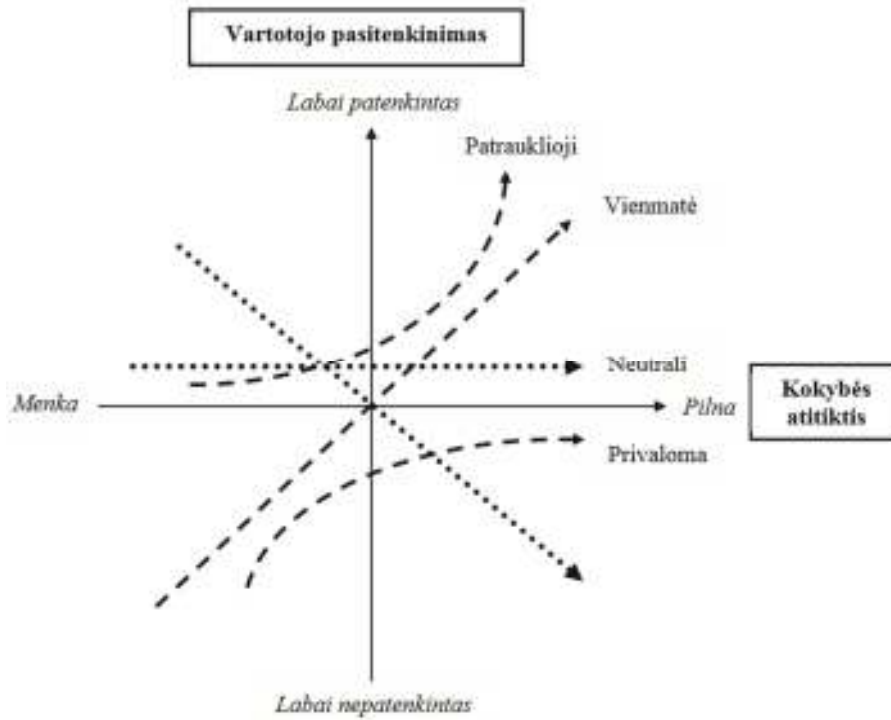 Vartotojo pasitenkinimas
Labai patenkintas
Patrauklioji
Vienmatė
Neutrali
Menka
Pilna
Kokybės
atitiktis
Privaloma
Labai nepatenkintas